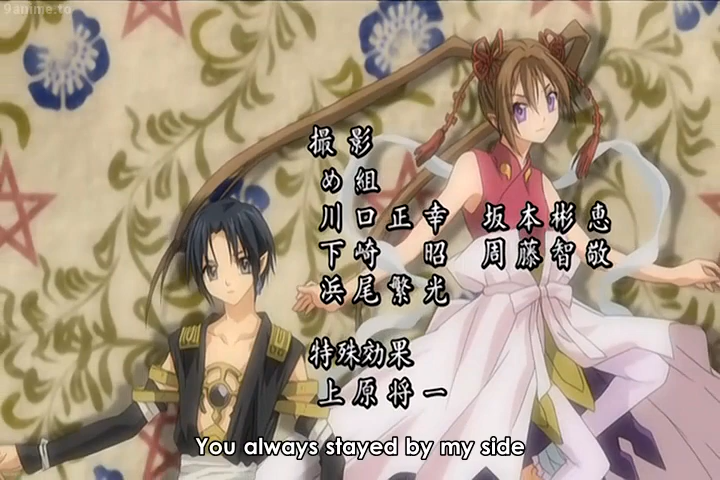 9anime.to
撮影
め組
川口正幸 坂本彬恵
下崎 昭 周藤智敬
浜尾繁光
特殊効果
上原将一
You always stayed by my side